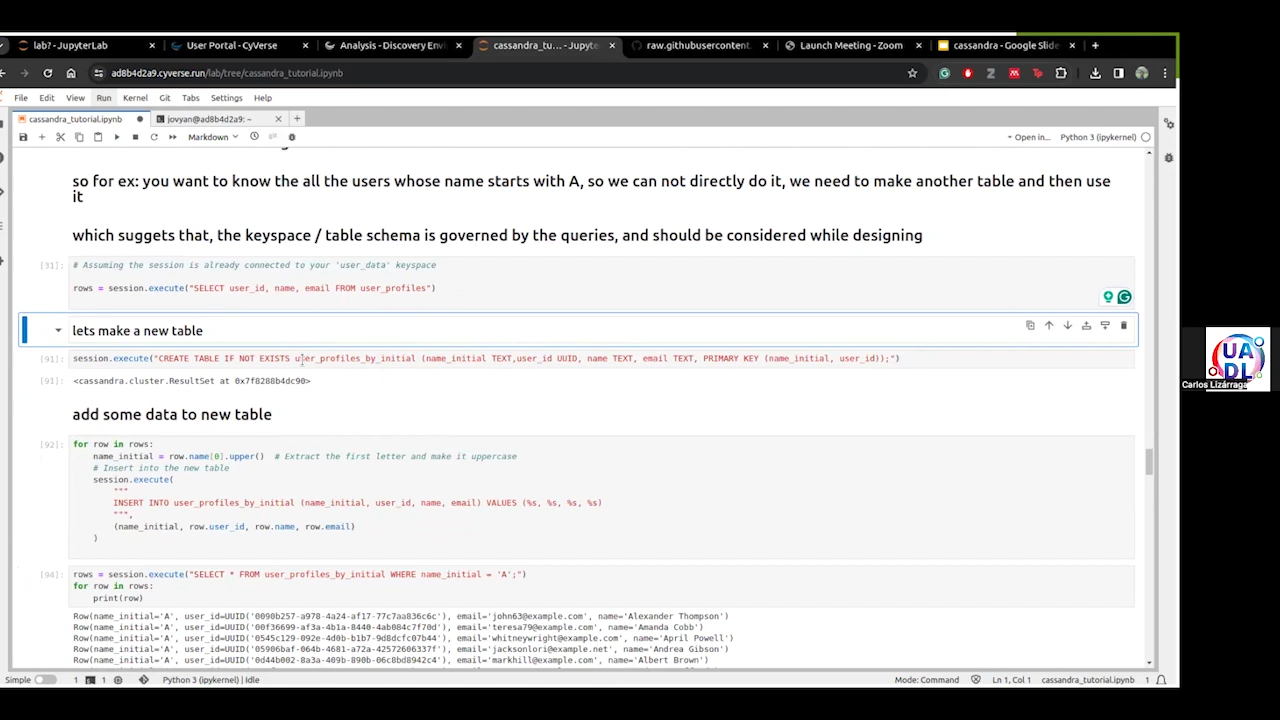 lab? - JupyterLab
User Portal - CyVerse
Analysis - Discovery Envi
cassandra_tu... - Jupyte
raw.githubusercontent.
Launch Meeting - Zoom
cassandra - Google Slide
ad8b4d2a9.cyverse.run/lab/tree/cassandra_tutorial.ipynb
File Edit View Run Kernel Git Tabs Settings Help
cassandra_tutorial.ipynb
jovyan@ad8b4d2a9: ~
Markdown
Open in...
Python 3 (ipykernel)
so for ex: you want to know the all the users whose name starts with A, so we can not directly do it, we need to make another table and then use
it
which suggets that, the keyspace / table schema is governed by the queries, and should be considered while designing
[31]: # Assuming the session is already connected to your 'user_data' keyspace
rows = session.execute("SELECT user_id, name, email FROM user_profiles")
lets make a new table
[91]: session.execute("CREATE TABLE IF NOT EXISTS user_profiles_by_initial (name_initial TEXT,user_id UUID, name TEXT, email TEXT, PRIMARY KEY (name_initial, user_id));")
[91]: <cassandra.cluster.ResultSet at 0x7f8288b4dc90>
add some data to new table
[92]: for row in rows:
name_initial = row.name[0].upper() # Extract the first letter and make it uppercase
# Insert into the new table
session.execute(
"""
INSERT INTO user_profiles_by_initial (name_initial, user_id, name, email) VALUES (%s, %s, %s, %s)
""",
(name_initial, row.user_id, row.name, row.email)
)
[94]: rows = session.execute("SELECT * FROM user_profiles_by_initial WHERE name_initial = 'A';")
for row in rows:
print(row)
Row(name_initial='A', user_id=UUID('0090b257-a978-4a24-af17-77c7aa836c6c'), email='john63@example.com', name='Alexander Thompson')
Row(name_initial='A', user_id=UUID('00f36699-af3a-4b1a-8440-4ab084c7f70d'), email='teresa79@example.com', name='Amanda Cobb')
Row(name_initial='A', user_id=UUID('0545c129-092e-4d0b-b1b7-9d8dcfc07b44'), email='whitneywright@example.com', name='April Powell')
Row(name_initial='A', user_id=UUID('05906baf-064b-4681-a72a-42572606337f'), email='jacksonlori@example.net', name='Andrea Gibson')
Row(name_initial='A', user_id=UUID('0d44b002-8a3a-409b-890b-06c8bd8942c4'), email='markhill@example.com', name='Albert Brown')
Simple
1
Python 3 (ipykernel) | Idle
Mode: Command
Ln 1, Col 1
cassandra_tutorial.ipynb
1
UA
DL
Carlos Lizárraga